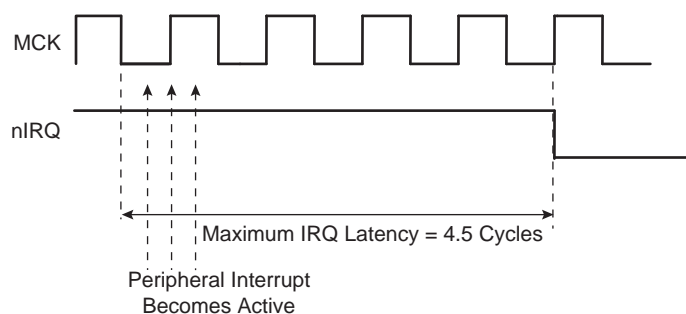 MCK
nIRQ
Maximum IRQ Latency = 4.5 Cycles
Peripheral Interrupt
Becomes Active